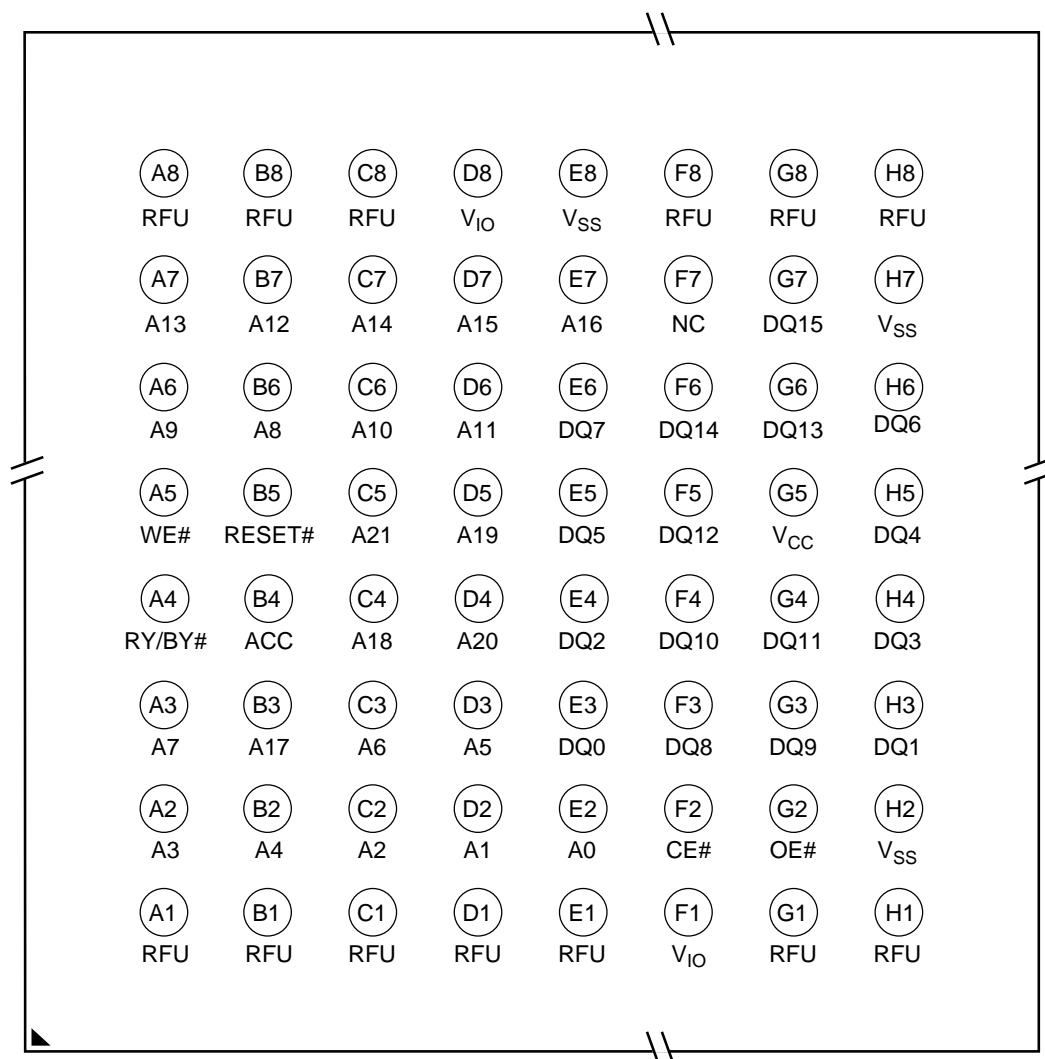 A8 B8 C8 D8 E8 F8 G8 H8
RFU RFU RFU VIO VSS RFU RFU RFU
A7 B7 C7 D7 E7 F7 G7 H7
A13 A12 A14 A15 A16 NC DQ15 VSS
A6 B6 C6 D6 E6 F6 G6 H6
A9 A8 A10 A11 DQ7 DQ14 DQ13 DQ6
A5 B5 C5 D5 E5 F5 G5 H5
WE# RESET# A21 A19 DQ5 DQ12 VCC DQ4
A4 B4 C4 D4 E4 F4 G4 H4
RY/BY# ACC A18 A20 DQ2 DQ10 DQ11 DQ3
A3 B3 C3 D3 E3 F3 G3 H3
A7 A17 A6 A5 DQ0 DQ8 DQ9 DQ1
A2 B2 C2 D2 E2 F2 G2 H2
A3 A4 A2 A1 A0 CE# OE# VSS
A1 B1 C1 D1 E1 F1 G1 H1
RFU RFU RFU RFU RFU VIO RFU RFU